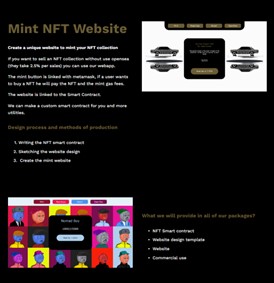 Mint NFT Website
Create a unique website to mint your NFT collection
If you want to sell an NFT collection without use openses
(they take 2.5% per sales) you can use our webapp.
The mint button is linked with metamask, if a user wants
to buy a NFT he will pay the NFT and the mint gas fees.
The website is linked to the Smart Contract.
We can make a custom smart contract for you and more
utilities.
Design process and methods of production
1. Writing the NFT smart contract
2. Sketching the website design
3. Create the mint website
What we will provide in all of our packages?
• NFT Smart contract
• Website design template
• Website
• Commercial use